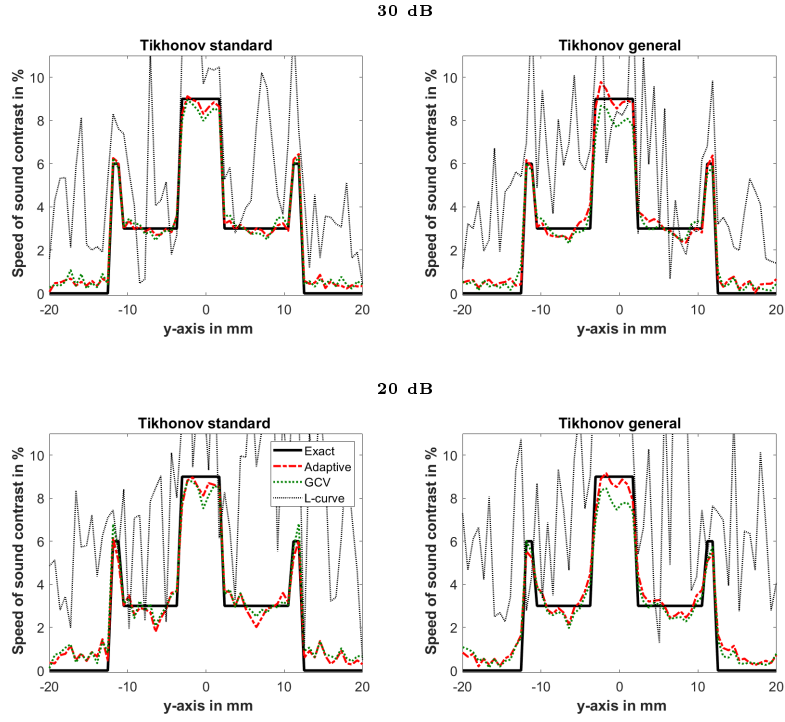 30 dB
Tikhonov standard
Speed of sound contrast in %
10
8
6
4
2
0
-20
-10
0
10
20
y-axis in mm
Tikhonov general
Speed of sound contrast in %
10
8
6
4
2
0
-20
-10
0
10
20
y-axis in mm
20 dB
Tikhonov standard
Exact
Adaptive
GCV
L-curve
Speed of sound contrast in %
10
8
6
4
2
0
-20
-10
0
10
20
y-axis in mm
Tikhonov general
Speed of sound contrast in %
10
8
6
4
2
0
-20
-10
0
10
20
y-axis in mm